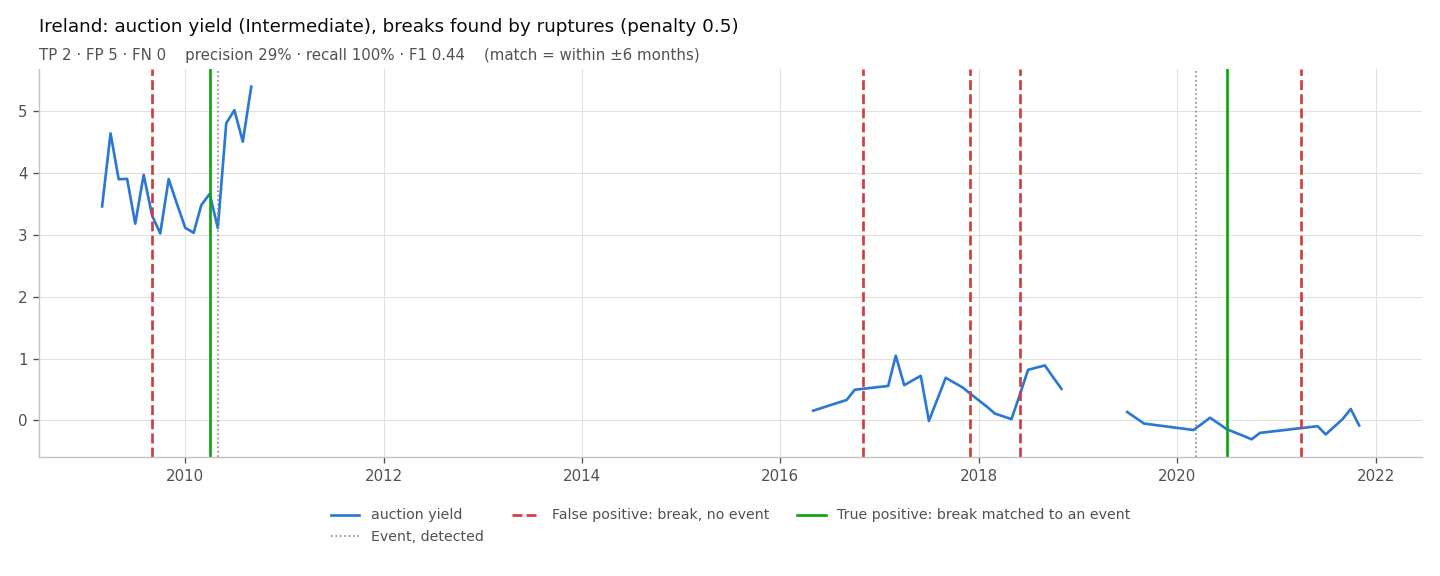 Ireland: auction yield (Intermediate), breaks found by ruptures (penalty 0.5)
TP 2 · FP 5 · FN 0    precision 29% · recall 100% · F1 0.44    (match = within ±6 months)
5
4
3
2
1
0
2010 2012 2014 2016 2018 2020 2022
auction yield
False positive: break, no event
True positive: break matched to an event
Event, detected